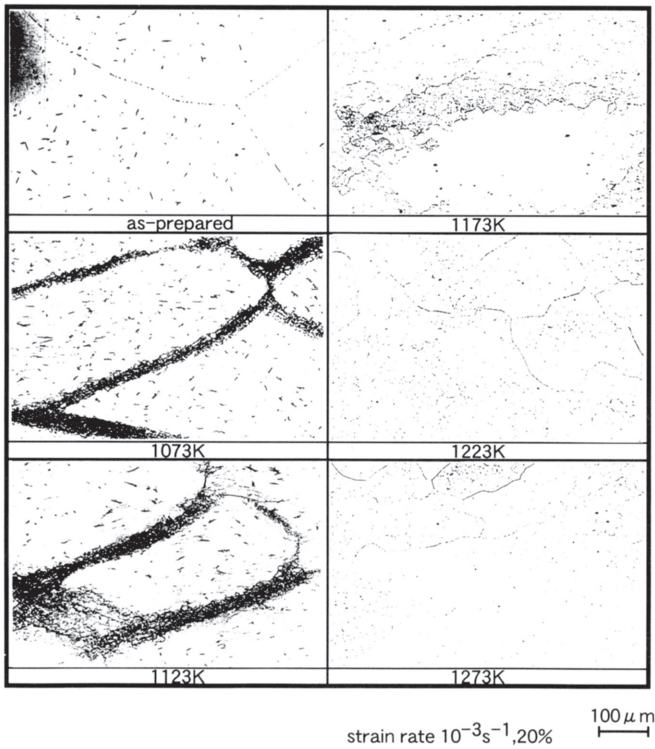 as-prepared
1173K
1073K
1223K
1123K
1273K
100μm
strain rate 10⁻³s⁻¹,20%